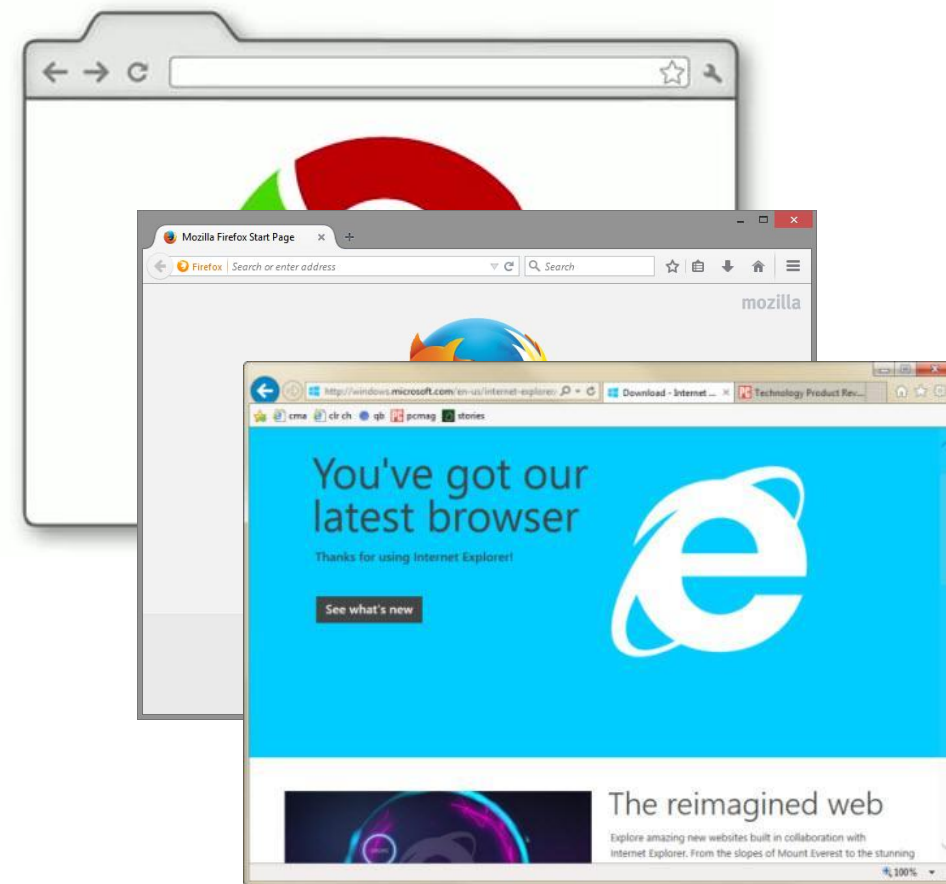 Mozilla Firefox Start Page
Firefox Search or enter address
Search
mozilla
http://windows.microsoft.com/en-us/internet-explorer
Download - Internet ...
Technology Product Rev...
cma clr ch qb pcmag stories
You've got our
latest browser
Thanks for using Internet Explorer!
See what's new
The reimagined web
Explore amazing new websites built in collaboration with
Internet Explorer. From the slopes of Mount Everest to the stunning
100%